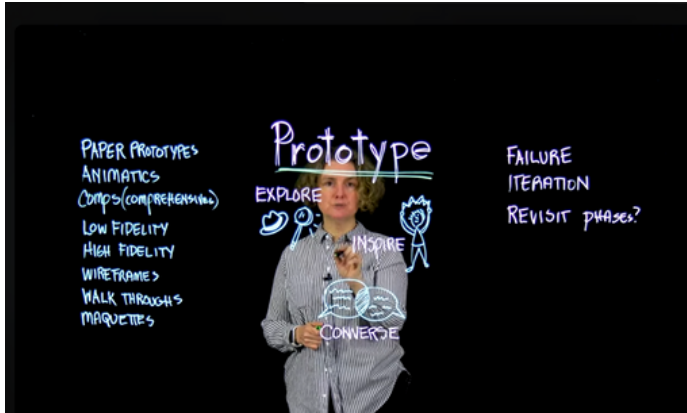 Prototype
PAPER PROTOTYPES
ANIMATICS
COMPS (COMPREHENSIVES)
LOW FIDELITY
HIGH FIDELITY
WIREFRAMES
WALK THROUGHS
MAQUETTES
EXPLORE
INSPIRE
CONVERSE
FAILURE
ITERATION
REVISIT PHASES?